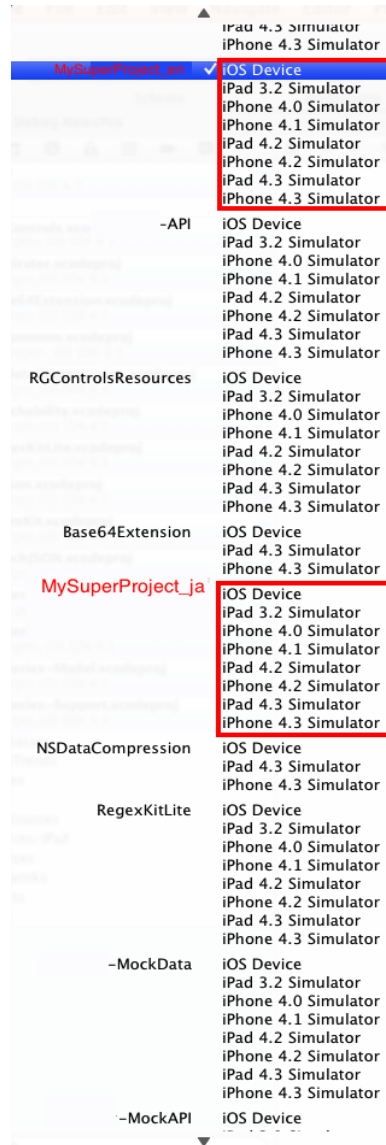 iPad 4.3 Simulator
iPhone 4.3 Simulator
MySuperProject_en ✓ iOS Device
iPad 3.2 Simulator
iPhone 4.0 Simulator
iPhone 4.1 Simulator
iPad 4.2 Simulator
iPhone 4.2 Simulator
iPad 4.3 Simulator
iPhone 4.3 Simulator
-API iOS Device
iPad 3.2 Simulator
iPhone 4.0 Simulator
iPhone 4.1 Simulator
iPad 4.2 Simulator
iPhone 4.2 Simulator
iPad 4.3 Simulator
iPhone 4.3 Simulator
RGControlsResources iOS Device
iPad 3.2 Simulator
iPhone 4.0 Simulator
iPhone 4.1 Simulator
iPad 4.2 Simulator
iPhone 4.2 Simulator
iPad 4.3 Simulator
iPhone 4.3 Simulator
Base64Extension iOS Device
iPad 4.3 Simulator
iPhone 4.3 Simulator
MySuperProject_ja iOS Device
iPad 3.2 Simulator
iPhone 4.0 Simulator
iPhone 4.1 Simulator
iPad 4.2 Simulator
iPhone 4.2 Simulator
iPad 4.3 Simulator
iPhone 4.3 Simulator
NSDataCompression iOS Device
iPad 4.3 Simulator
iPhone 4.3 Simulator
RegexKitLite iOS Device
iPad 3.2 Simulator
iPhone 4.0 Simulator
iPhone 4.1 Simulator
iPad 4.2 Simulator
iPhone 4.2 Simulator
iPad 4.3 Simulator
iPhone 4.3 Simulator
-MockData iOS Device
iPad 3.2 Simulator
iPhone 4.0 Simulator
iPhone 4.1 Simulator
iPad 4.2 Simulator
iPhone 4.2 Simulator
iPad 4.3 Simulator
iPhone 4.3 Simulator
-MockAPI iOS Device